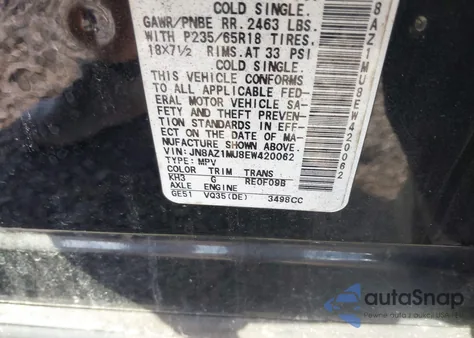 COLD SINGLE.
GAWR/PNBE RR. 2463 LBS.
WITH P235/65R18 TIRES.
18X7½ RIMS, AT 33 PSI
COLD SINGLE.
THIS VEHICLE CONFORMS
TO ALL APPLICABLE FED-
ERAL MOTOR VEHICLE SA-
FETY AND THEFT PREVEN-
TION STANDARDS IN EFF-
ECT ON THE DATE OF MA-
NUFACTURE SHOWN ABOVE.
VIN: JN8AZ1MU8EW420062
TYPE: MPV
COLOR TRIM TRANS
KH3 G RE0F09B
AXLE ENGINE
GE51 VQ35(DE) 3498CC
autoSnap